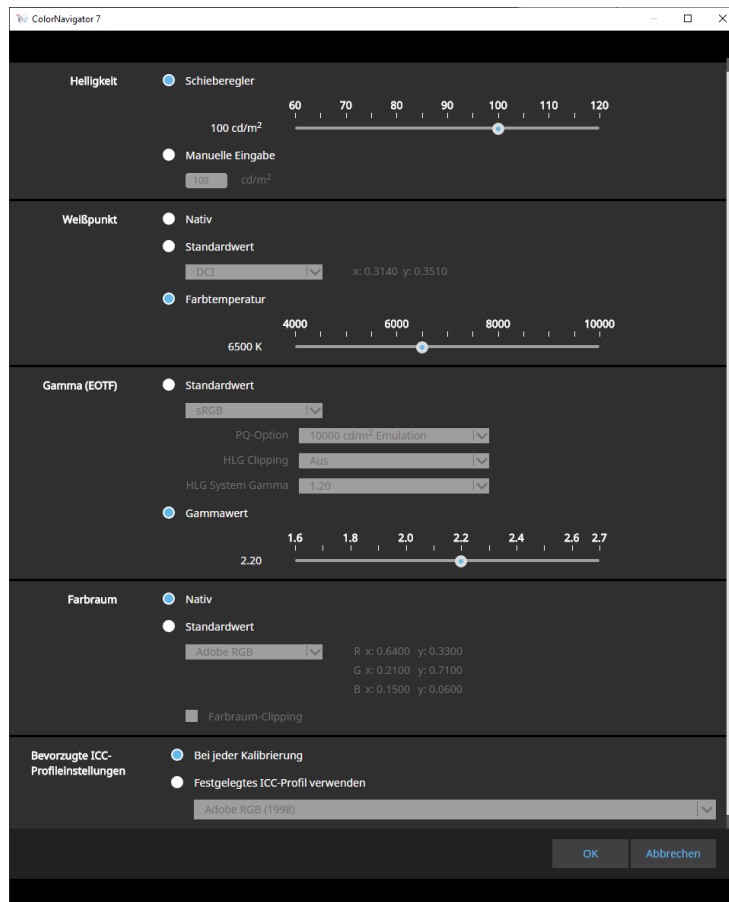 ColorNavigator 7
Helligkeit
Schieberegler
60 70 80 90 100 110 120
100 cd/m²
Manuelle Eingabe
100 cd/m²
Weißpunkt
Nativ
Standardwert
DCI x: 0.3140 y: 0.3510
Farbtemperatur
4000 6000 8000 10000
6500 K
Gamma (EOTF)
Standardwert
sRGB
PQ-Option 10000 cd/m² Emulation
HLG Clipping Aus
HLG System Gamma 1.20
Gammawert
1.6 1.8 2.0 2.2 2.4 2.6 2.7
2.20
Farbraum
Nativ
Standardwert
Adobe RGB R x: 0.6400 y: 0.3300
G x: 0.2100 y: 0.7100
B x: 0.1500 y: 0.0600
Farbraum-Clipping
Bevorzugte ICC-
Profileinstellungen
Bei jeder Kalibrierung
Festgelegtes ICC-Profil verwenden
Adobe RGB (1998)
OK Abbrechen